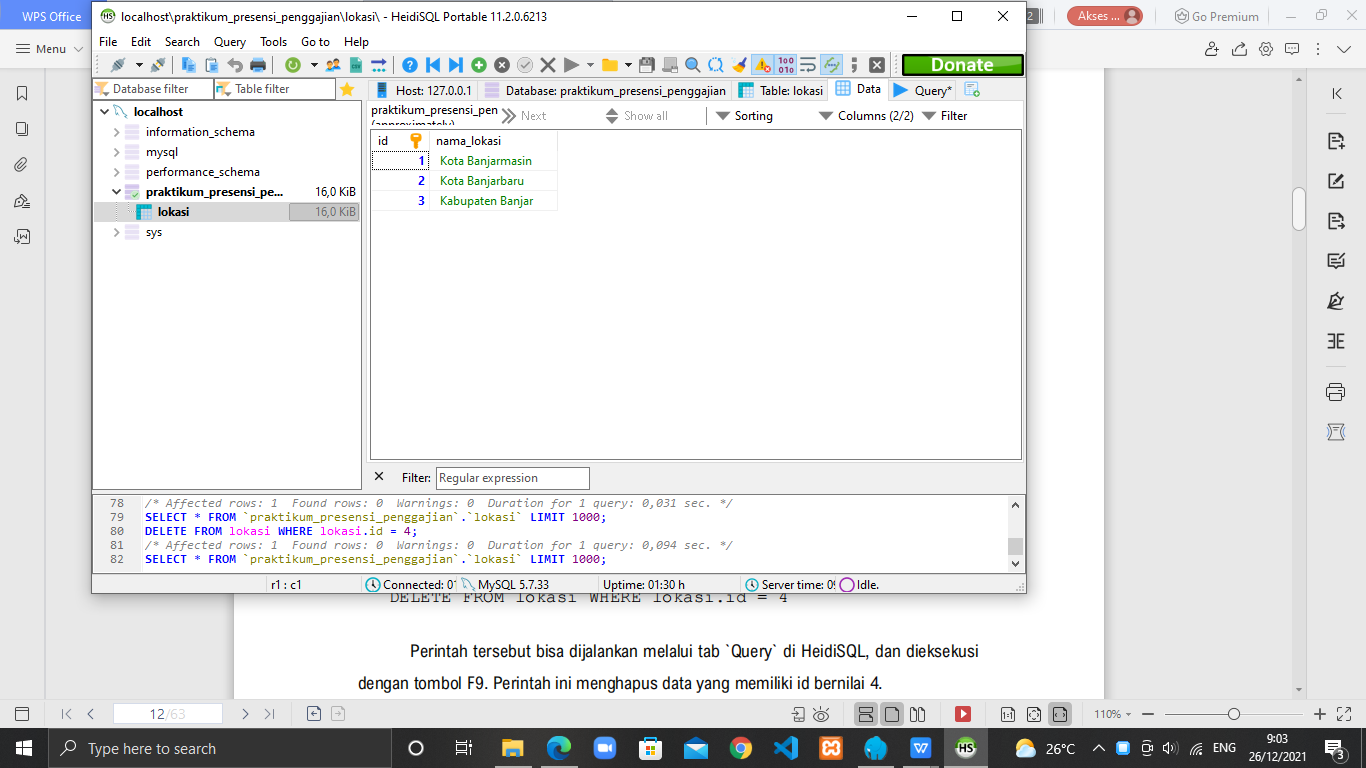 WPS Office
localhost\praktikum_presensi_penggajian\lokasi\ - HeidiSQL Portable 11.2.0.6213
2
Akses ...
Go Premium
Menu
File Edit Search Query Tools Go to Help
Donate
Database filter
Table filter
Host: 127.0.0.1
Database: praktikum_presensi_penggajian
Table: lokasi
Data
Query*
localhost
information_schema
mysql
performance_schema
praktikum_presensi_pe... 16,0 KiB
lokasi 16,0 KiB
sys
praktikum_presensi_pen
(approximately)
Next
Show all
Sorting
Columns (2/2)
Filter
id nama_lokasi
1 Kota Banjarmasin
2 Kota Banjarbaru
3 Kabupaten Banjar
Filter: Regular expression
78 /* Affected rows: 1 Found rows: 0 Warnings: 0 Duration for 1 query: 0,031 sec. */
79 SELECT * FROM `praktikum_presensi_penggajian`.`lokasi` LIMIT 1000;
80 DELETE FROM lokasi WHERE lokasi.id = 4;
81 /* Affected rows: 1 Found rows: 0 Warnings: 0 Duration for 1 query: 0,094 sec. */
82 SELECT * FROM `praktikum_presensi_penggajian`.`lokasi` LIMIT 1000;
r1 : c1
Connected: 0
MySQL 5.7.33
Uptime: 01:30 h
Server time: 09
Idle.
DELETE FROM lokasi WHERE lokasi.id = 4
Perintah tersebut bisa dijalankan melalui tab `Query` di HeidiSQL, dan dieksekusi
dengan tombol F9. Perintah ini menghapus data yang memiliki id bernilai 4.
12/63
1:1
110%
Type here to search
HS
26°C
ENG
9:03
26/12/2021
3